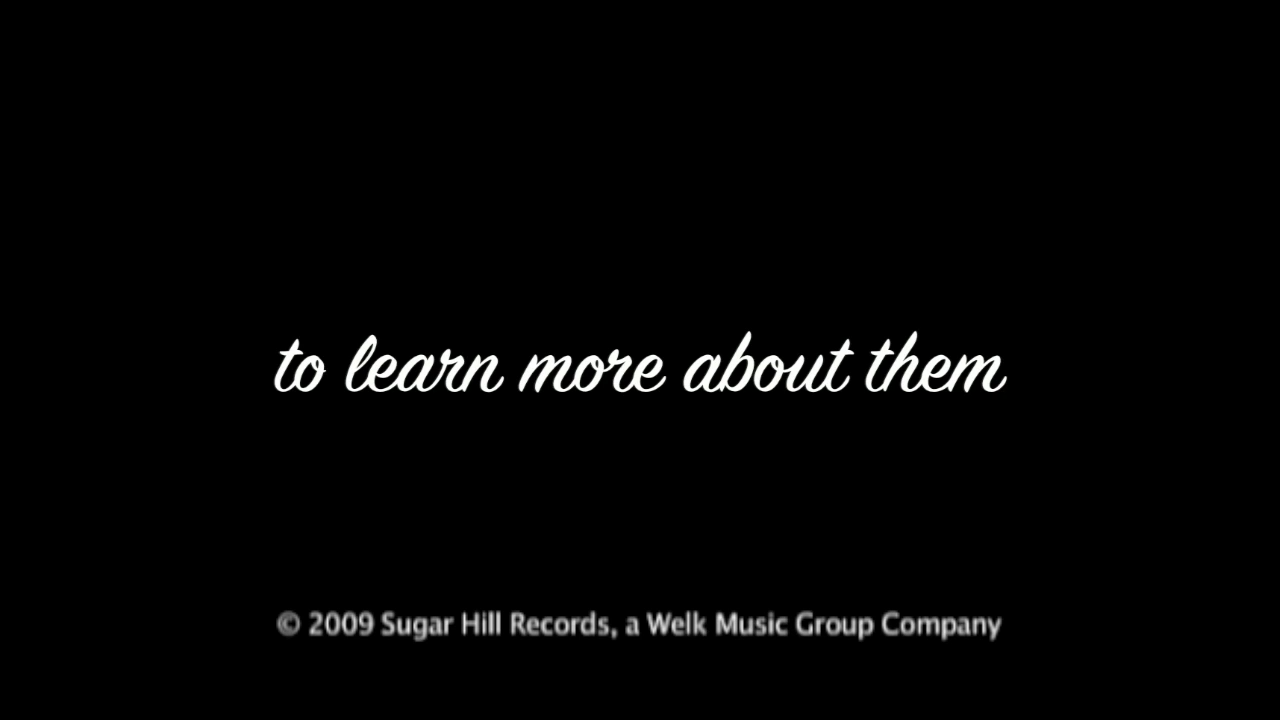 to learn more about them
© 2009 Sugar Hill Records, a Welk Music Group Company